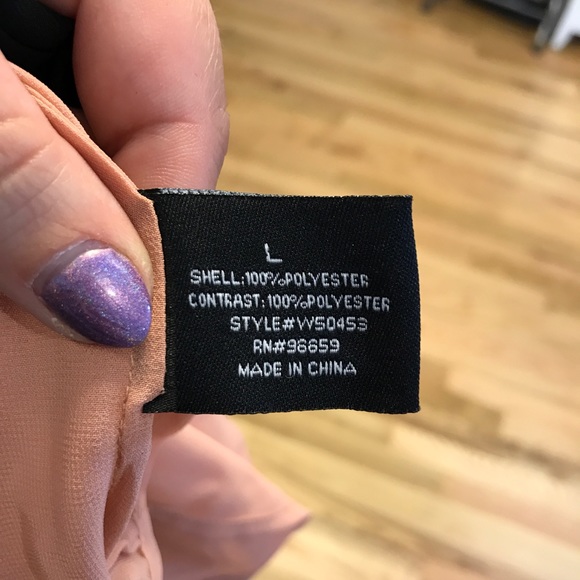 L
SHELL:100%POLYESTER
CONTRAST:100%POLYESTER
STYLE#W50453
RN#96659
MADE IN CHINA